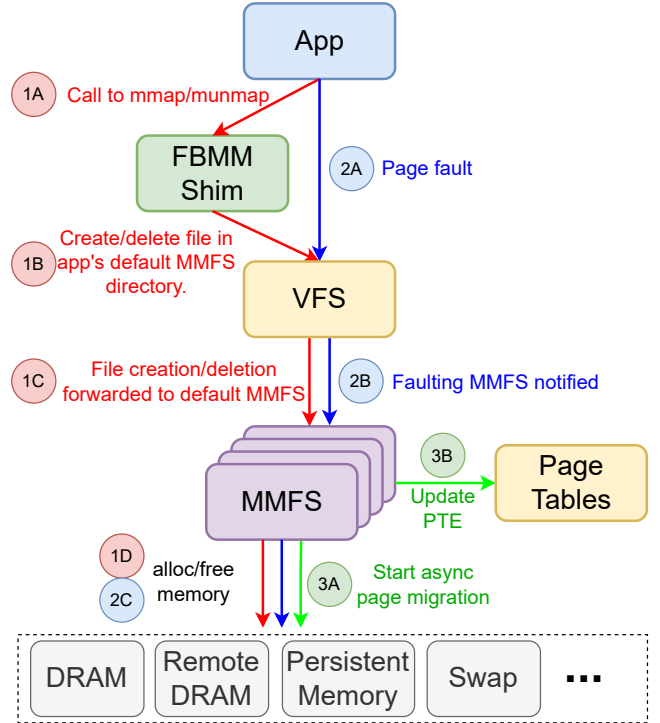 App
1A
Call to mmap/munmap
FBMM
Shim
2A
Page fault
1B
Create/delete file in
app's default MMFS
directory.
VFS
1C
File creation/deletion
forwarded to default MMFS
2B
Faulting MMFS notified
MMFS
3B
Update
PTE
Page
Tables
1D
2C
alloc/free
memory
3A
Start async
page migration
DRAM
Remote
DRAM
Persistent
Memory
Swap
...